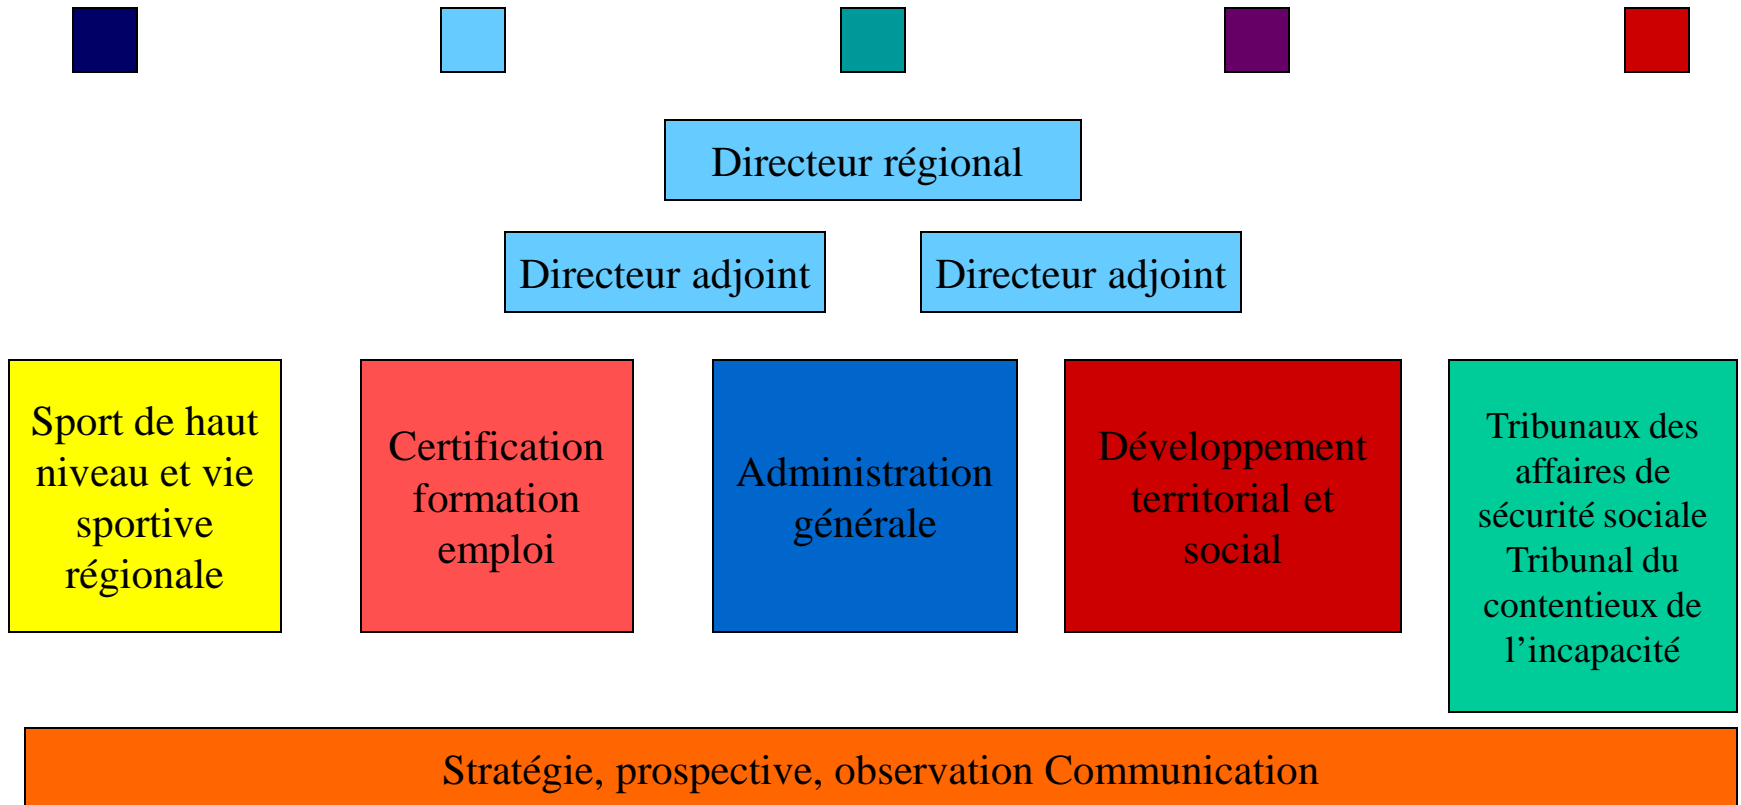 Directeur régional
Directeur adjoint
Directeur adjoint
Sport de haut
niveau et vie
sportive
régionale
Certification
formation
emploi
Administration
générale
Développement
territorial et
social
Tribunaux des
affaires de
sécurité sociale
Tribunal du
contentieux de
l’incapacité
Stratégie, prospective, observation Communication